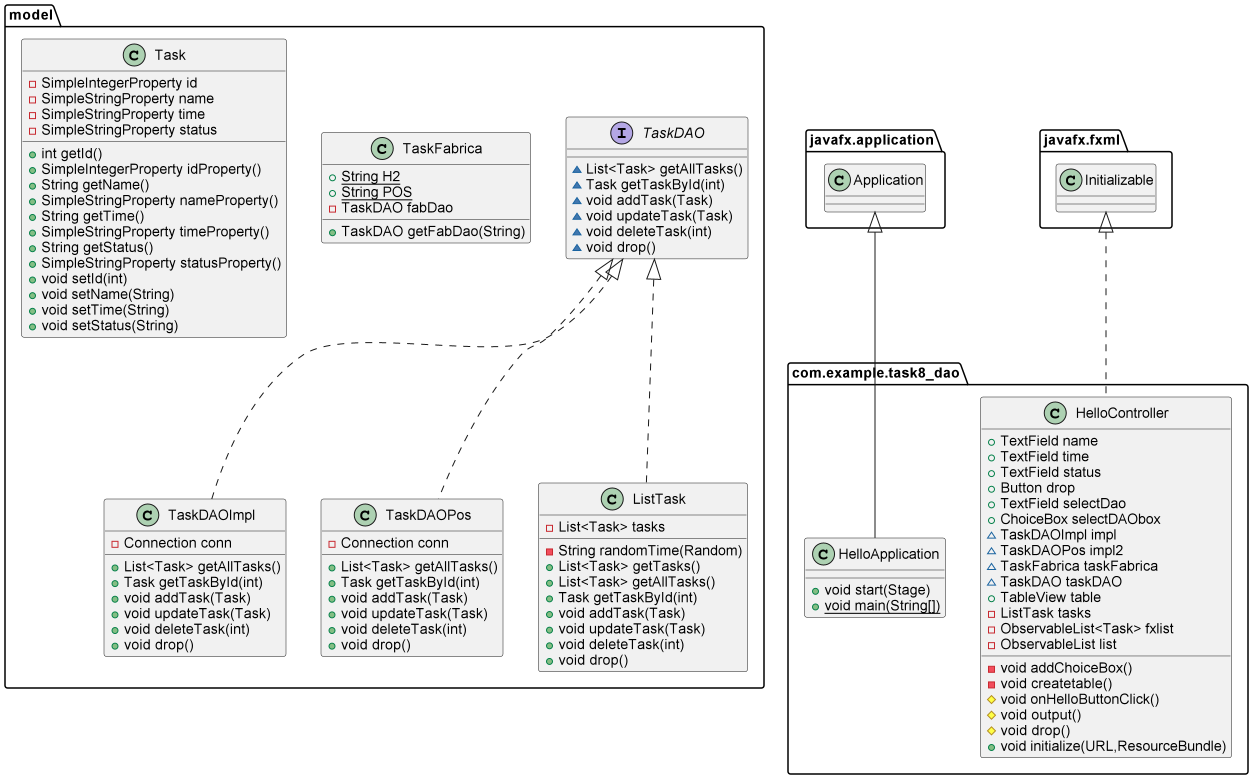 model
C Task
SimpleIntegerProperty id
SimpleStringProperty name
SimpleStringProperty time
SimpleStringProperty status
int getId()
SimpleIntegerProperty idProperty()
String getName()
SimpleStringProperty nameProperty()
String getTime()
SimpleStringProperty timeProperty()
String getStatus()
SimpleStringProperty statusProperty()
void setId(int)
void setName(String)
void setTime(String)
void setStatus(String)
C TaskFabrica
String H2
String POS
TaskDAO fabDao
TaskDAO getFabDao(String)
I TaskDAO
List<Task> getAllTasks()
Task getTaskById(int)
void addTask(Task)
void updateTask(Task)
void deleteTask(int)
void drop()
C TaskDAOImpl
Connection conn
List<Task> getAllTasks()
Task getTaskById(int)
void addTask(Task)
void updateTask(Task)
void deleteTask(int)
void drop()
C TaskDAOPos
Connection conn
List<Task> getAllTasks()
Task getTaskById(int)
void addTask(Task)
void updateTask(Task)
void deleteTask(int)
void drop()
C ListTask
List<Task> tasks
String randomTime(Random)
List<Task> getTasks()
List<Task> getAllTasks()
Task getTaskById(int)
void addTask(Task)
void updateTask(Task)
void deleteTask(int)
void drop()
javafx.application
C Application
javafx.fxml
C Initializable
com.example.task8_dao
C HelloApplication
void start(Stage)
void main(String[])
C HelloController
TextField name
TextField time
TextField status
Button drop
TextField selectDao
ChoiceBox selectDAObox
TaskDAOImpl impl
TaskDAOPos impl2
TaskFabrica taskFabrica
TaskDAO taskDAO
TableView table
ListTask tasks
ObservableList<Task> fxlist
ObservableList list
void addChoiceBox()
void createtable()
void onHelloButtonClick()
void output()
void drop()
void initialize(URL,ResourceBundle)